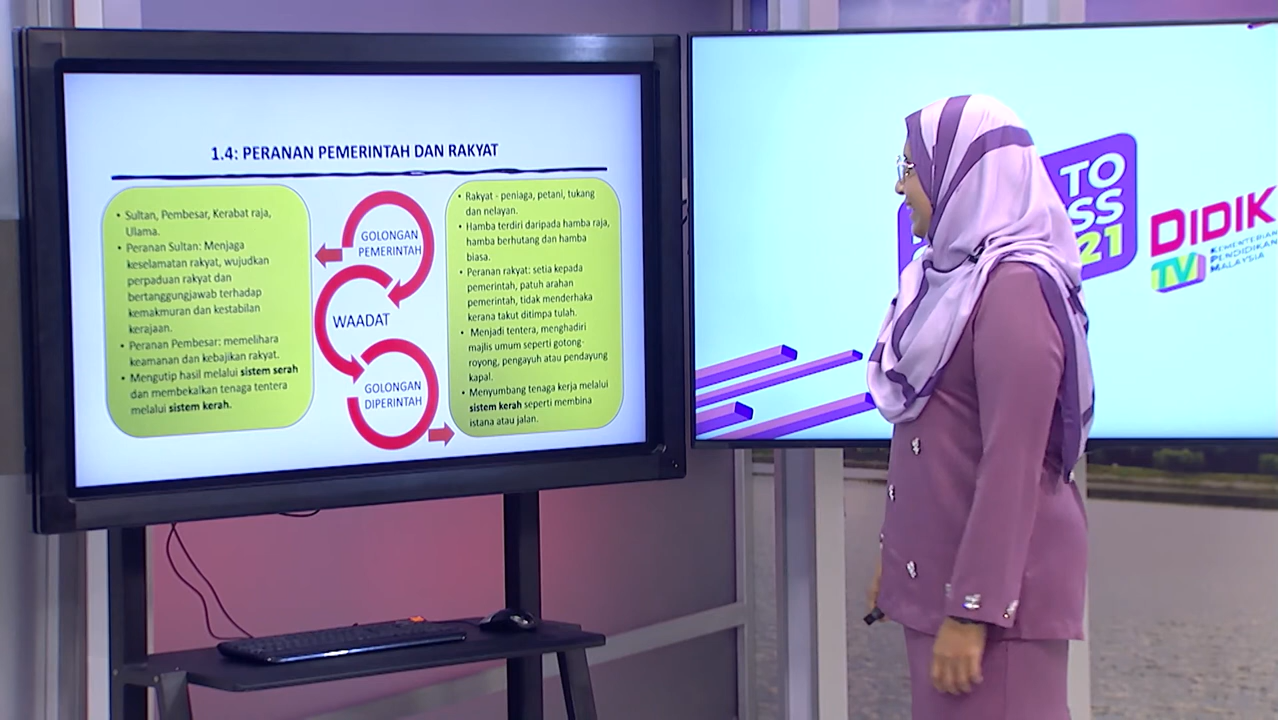 1.4: PERANAN PEMERINTAH DAN RAKYAT
• Sultan, Pembesar, Kerabat raja,
Ulama.
• Peranan Sultan: Menjaga
keselamatan rakyat, wujudkan
perpaduan rakyat dan
bertanggungjawab terhadap
kemakmuran dan kestabilan
kerajaan.
• Peranan Pembesar: memelihara
keamanan dan kebajikan rakyat.
• Mengutip hasil melalui sistem serah
dan membekalkan tenaga tentera
melalui sistem kerah.
GOLONGAN
PEMERINTAH
WAADAT
GOLONGAN
DIPERINTAH
• Rakyat - peniaga, petani, tukang
dan nelayan.
• Hamba terdiri daripada hamba raja,
hamba berhutang dan hamba
biasa.
• Peranan rakyat: setia kepada
pemerintah, patuh arahan
pemerintah, tidak menderhaka
kerana takut ditimpa tulah.
• Menjadi tentera, menghadiri
majlis umum seperti gotong-
royong, pengayuh atau pendayung
kapal.
• Menyumbang tenaga kerja melalui
sistem kerah seperti membina
istana atau jalan.
TO
SS
21
DIDIK
TV
KEMENTERIAN
PENDIDIKAN
MALAYSIA